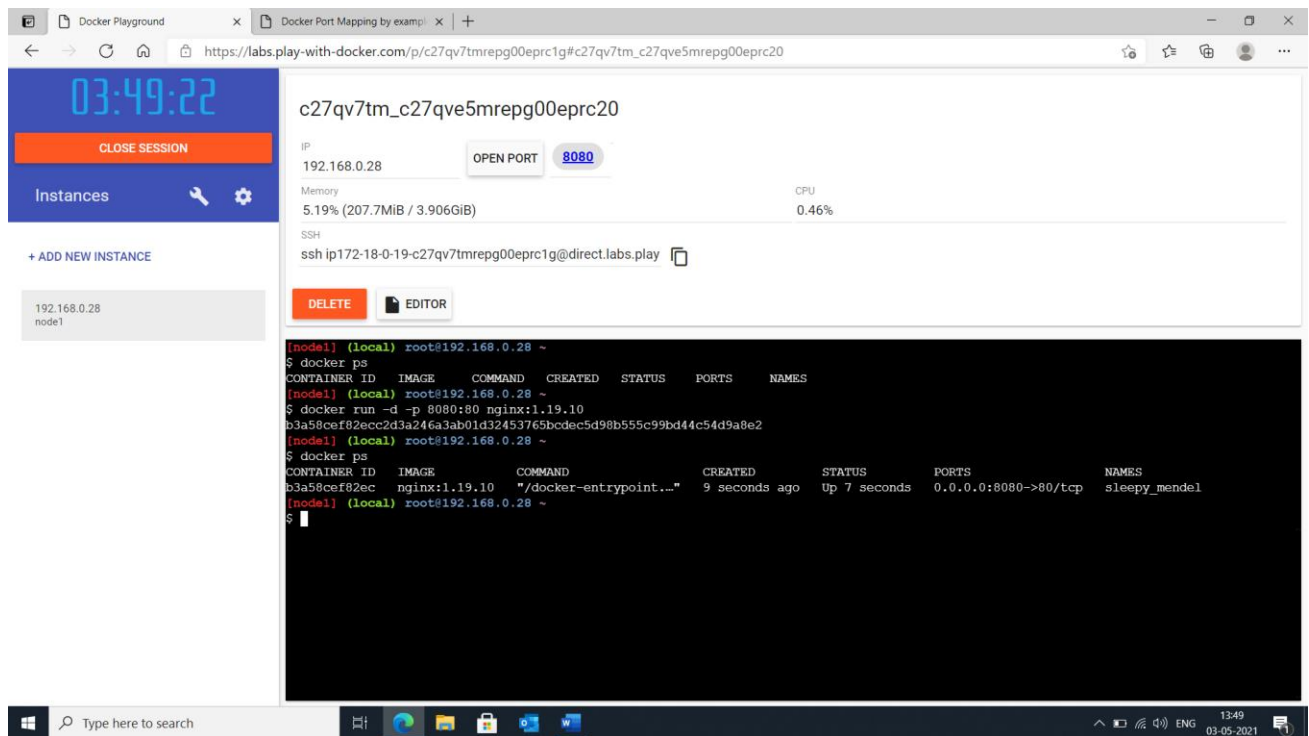 Docker Playground
Docker Port Mapping by exampl
https://labs.play-with-docker.com/p/c27qv7tmrepg00eprc1g#c27qv7tm_c27qve5mrepg00eprc20
03:49:22
CLOSE SESSION
Instances
+ ADD NEW INSTANCE
192.168.0.28
node1
c27qv7tm_c27qve5mrepg00eprc20
IP
192.168.0.28
OPEN PORT
8080
Memory
5.19% (207.7MiB / 3.906GiB)
CPU
0.46%
SSH
ssh ip172-18-0-19-c27qv7tmrepg00eprc1g@direct.labs.play
DELETE
EDITOR
[node1] (local) root@192.168.0.28 ~
$ docker ps
CONTAINER ID IMAGE COMMAND CREATED STATUS PORTS NAMES
[node1] (local) root@192.168.0.28 ~
$ docker run -d -p 8080:80 nginx:1.19.10
b3a58cef82ecc2d3a246a3ab01d32453765bcdec5d98b555c99bd44c54d9a8e2
[node1] (local) root@192.168.0.28 ~
$ docker ps
CONTAINER ID IMAGE COMMAND CREATED STATUS PORTS NAMES
b3a58cef82ec nginx:1.19.10 "/docker-entrypoint.…" 9 seconds ago Up 7 seconds 0.0.0.0:8080->80/tcp sleepy_mendel
[node1] (local) root@192.168.0.28 ~
$
Type here to search
ENG
13:49
03-05-2021